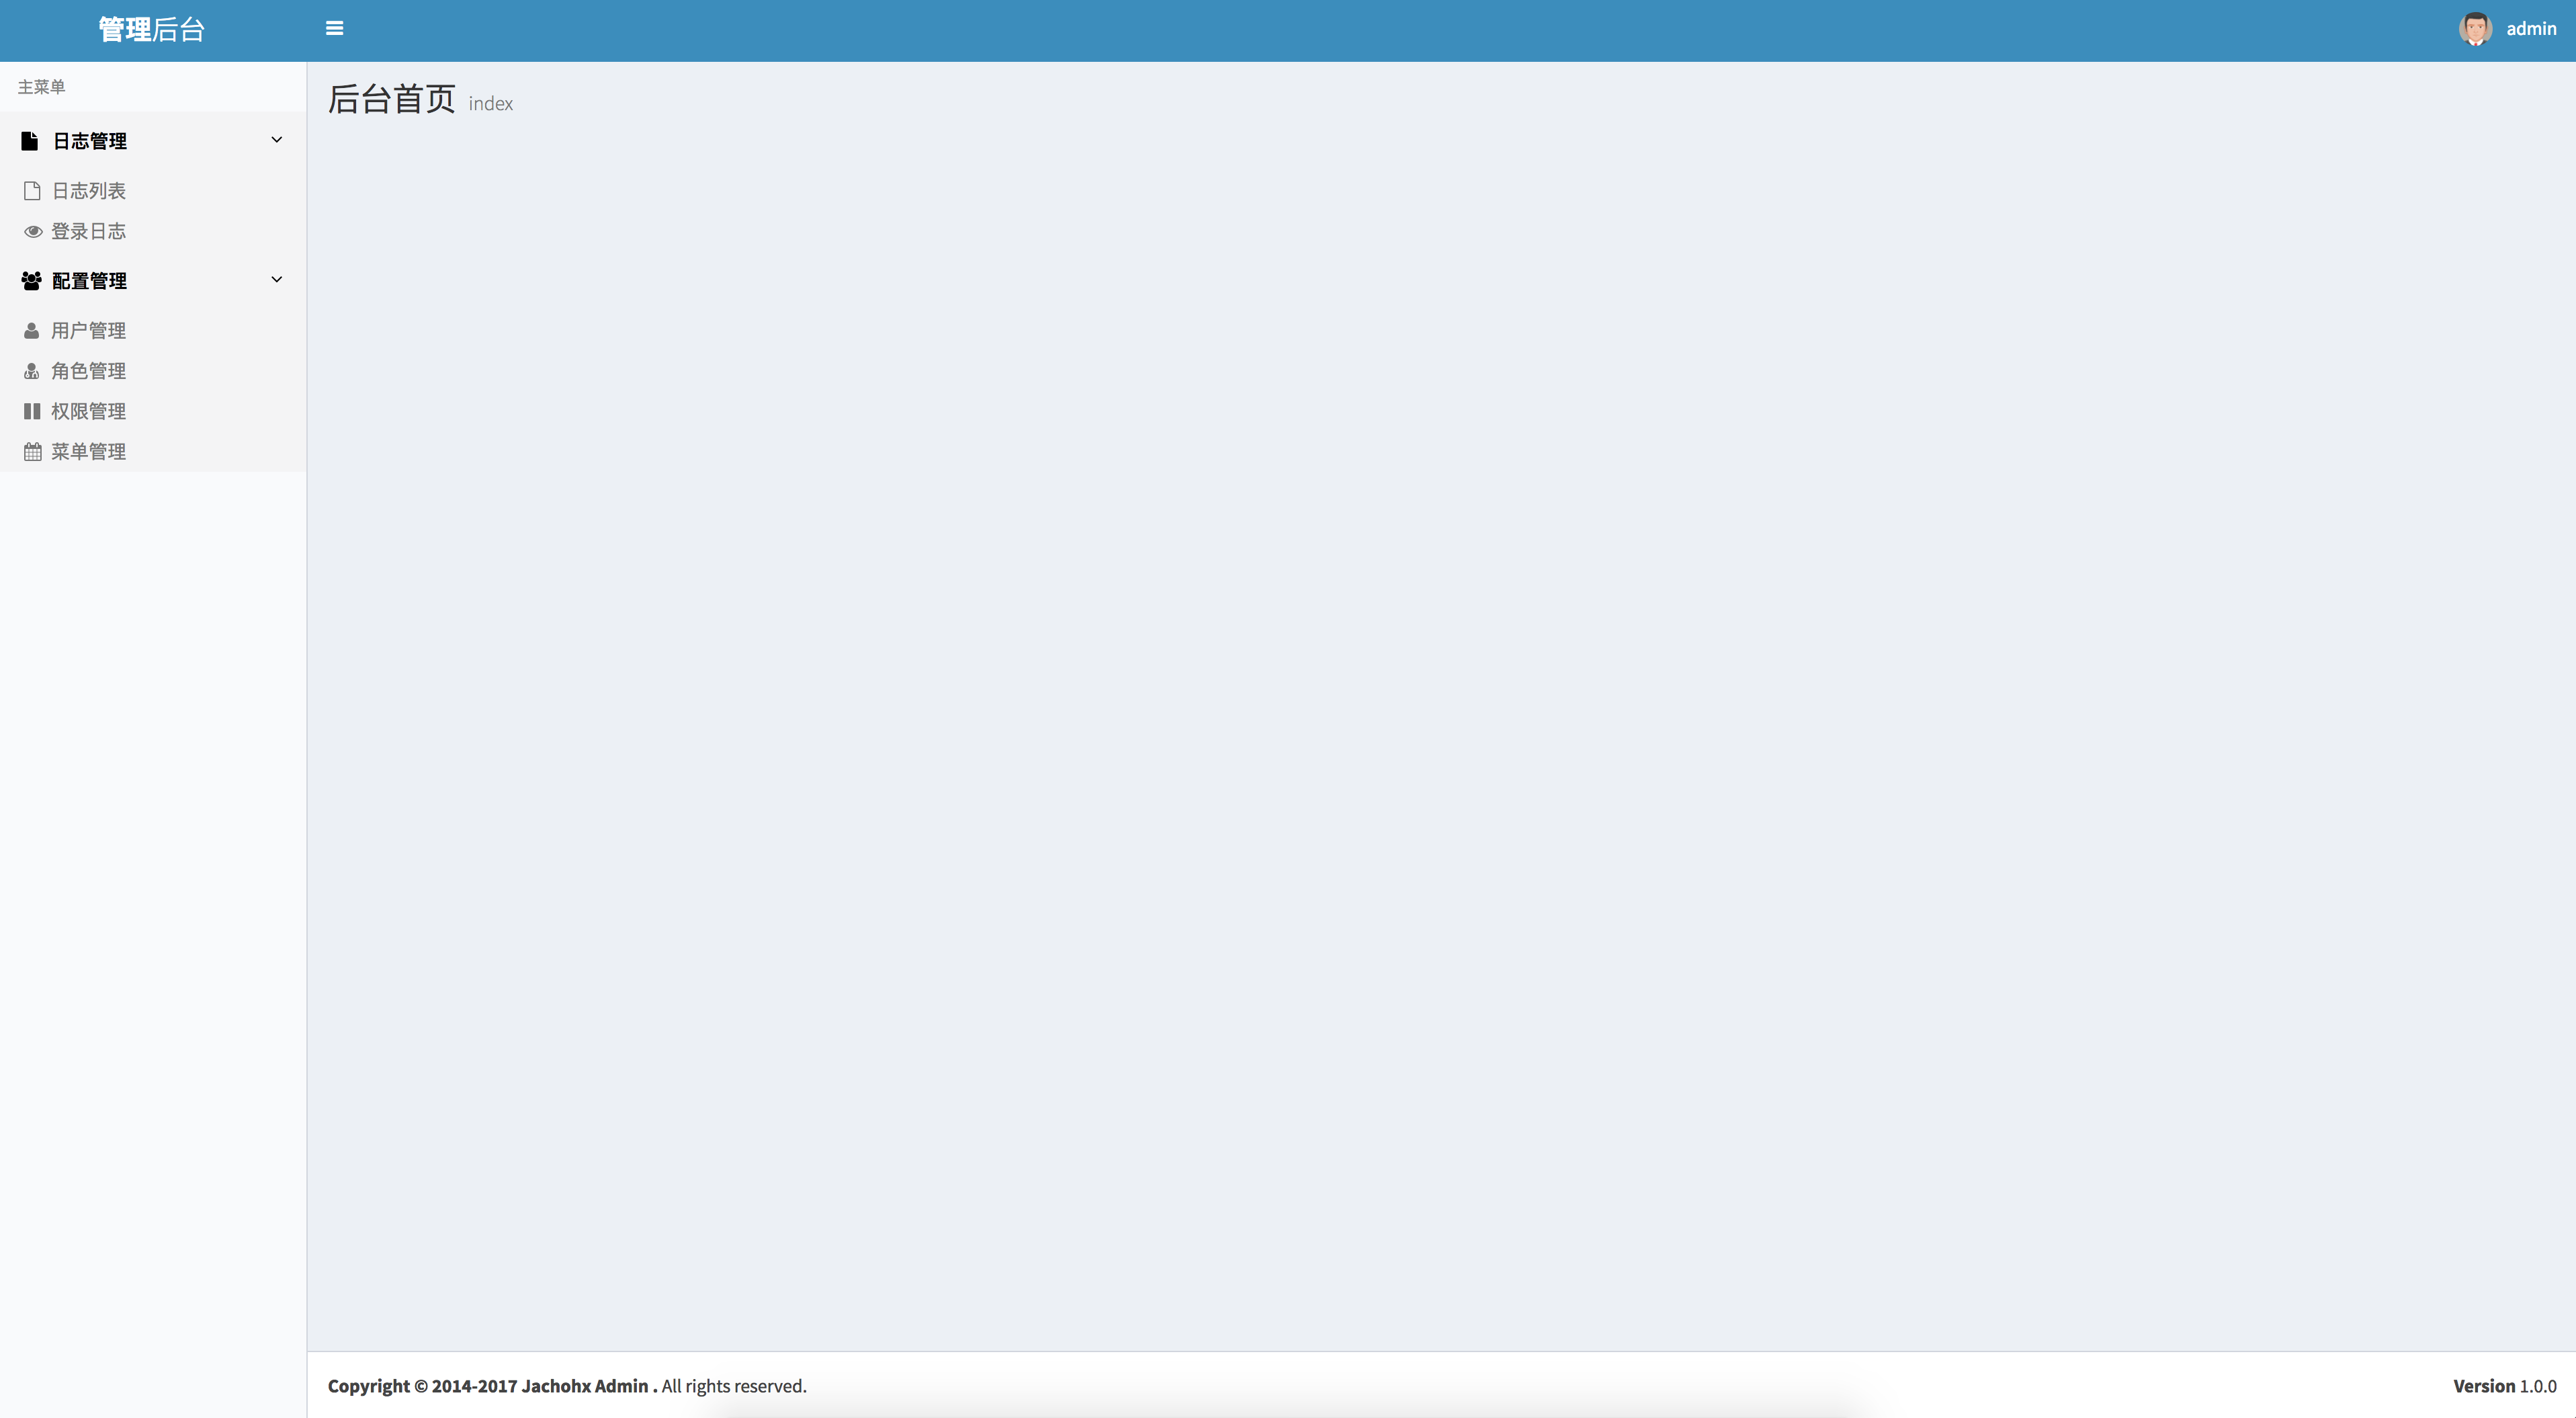 管理后台
admin
主菜单
后台首页 index
日志管理
日志列表
登录日志
配置管理
用户管理
角色管理
权限管理
菜单管理
Copyright © 2014-2017 Jachohx Admin . All rights reserved.
Version 1.0.0